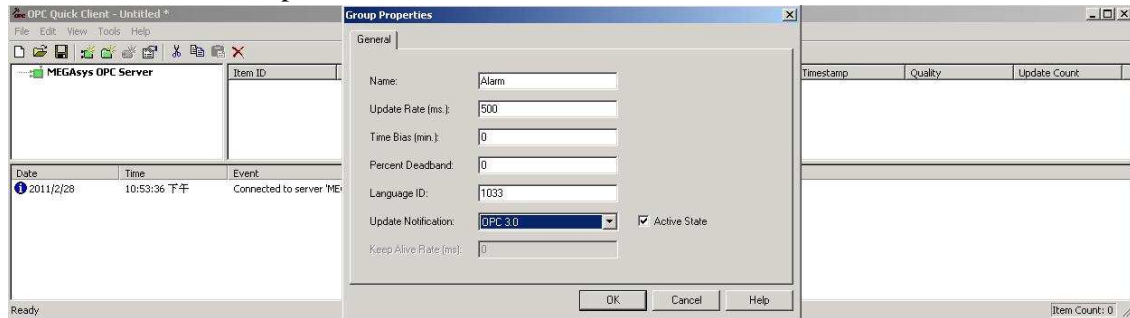 OPC Quick Client - Untitled *
File Edit View Tools Help
MEGAsys OPC Server
Item ID
Timestamp Quality Update Count
Date Time Event
2011/2/28 10:53:36 下午 Connected to server 'ME
Ready
Item Count: 0
Group Properties
General
Name: Alarm
Update Rate (ms.): 500
Time Bias (min.): 0
Percent Deadband: 0
Language ID: 1033
Update Notification: OPC 3.0
Active State
Keep Alive Rate (ms): 0
OK Cancel Help